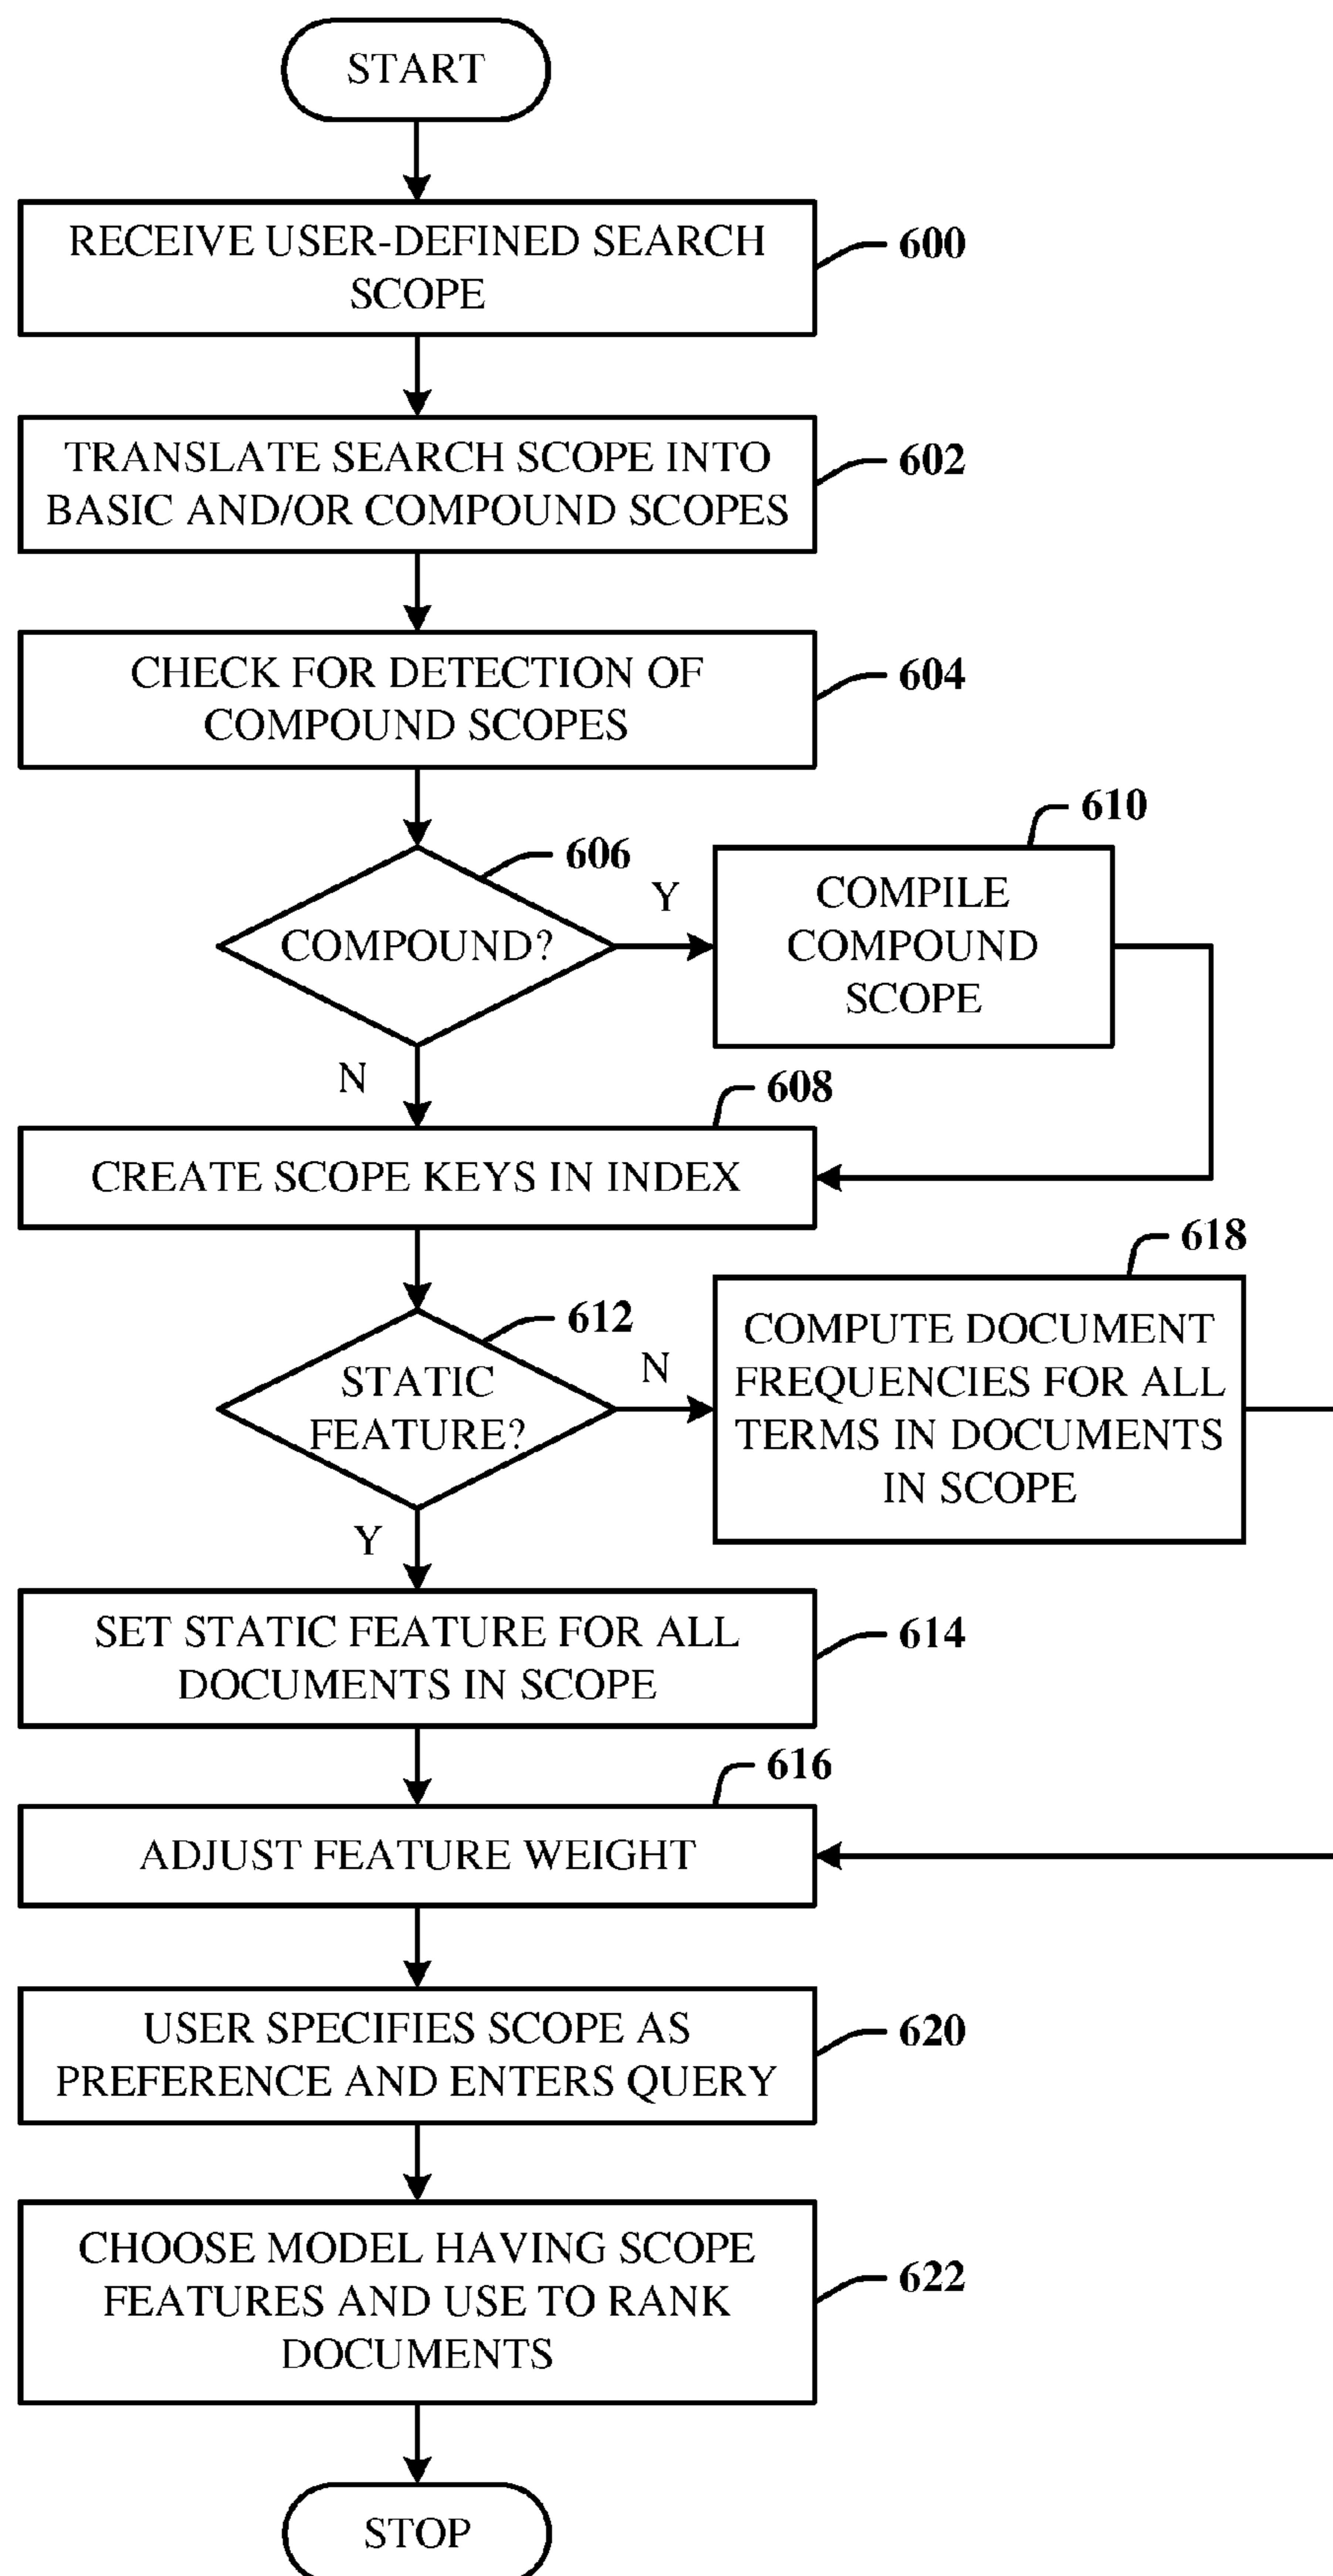 START
RECEIVE USER-DEFINED SEARCH
SCOPE
600
TRANSLATE SEARCH SCOPE INTO
BASIC AND/OR COMPOUND SCOPES
602
CHECK FOR DETECTION OF
COMPOUND SCOPES
604
606
COMPOUND?
Y
610
COMPILE
COMPOUND
SCOPE
N
608
CREATE SCOPE KEYS IN INDEX
612
STATIC
FEATURE?
N
618
COMPUTE DOCUMENT
FREQUENCIES FOR ALL
TERMS IN DOCUMENTS
IN SCOPE
Y
SET STATIC FEATURE FOR ALL
DOCUMENTS IN SCOPE
614
616
ADJUST FEATURE WEIGHT
USER SPECIFIES SCOPE AS
PREFERENCE AND ENTERS QUERY
620
CHOOSE MODEL HAVING SCOPE
FEATURES AND USE TO RANK
DOCUMENTS
622
STOP